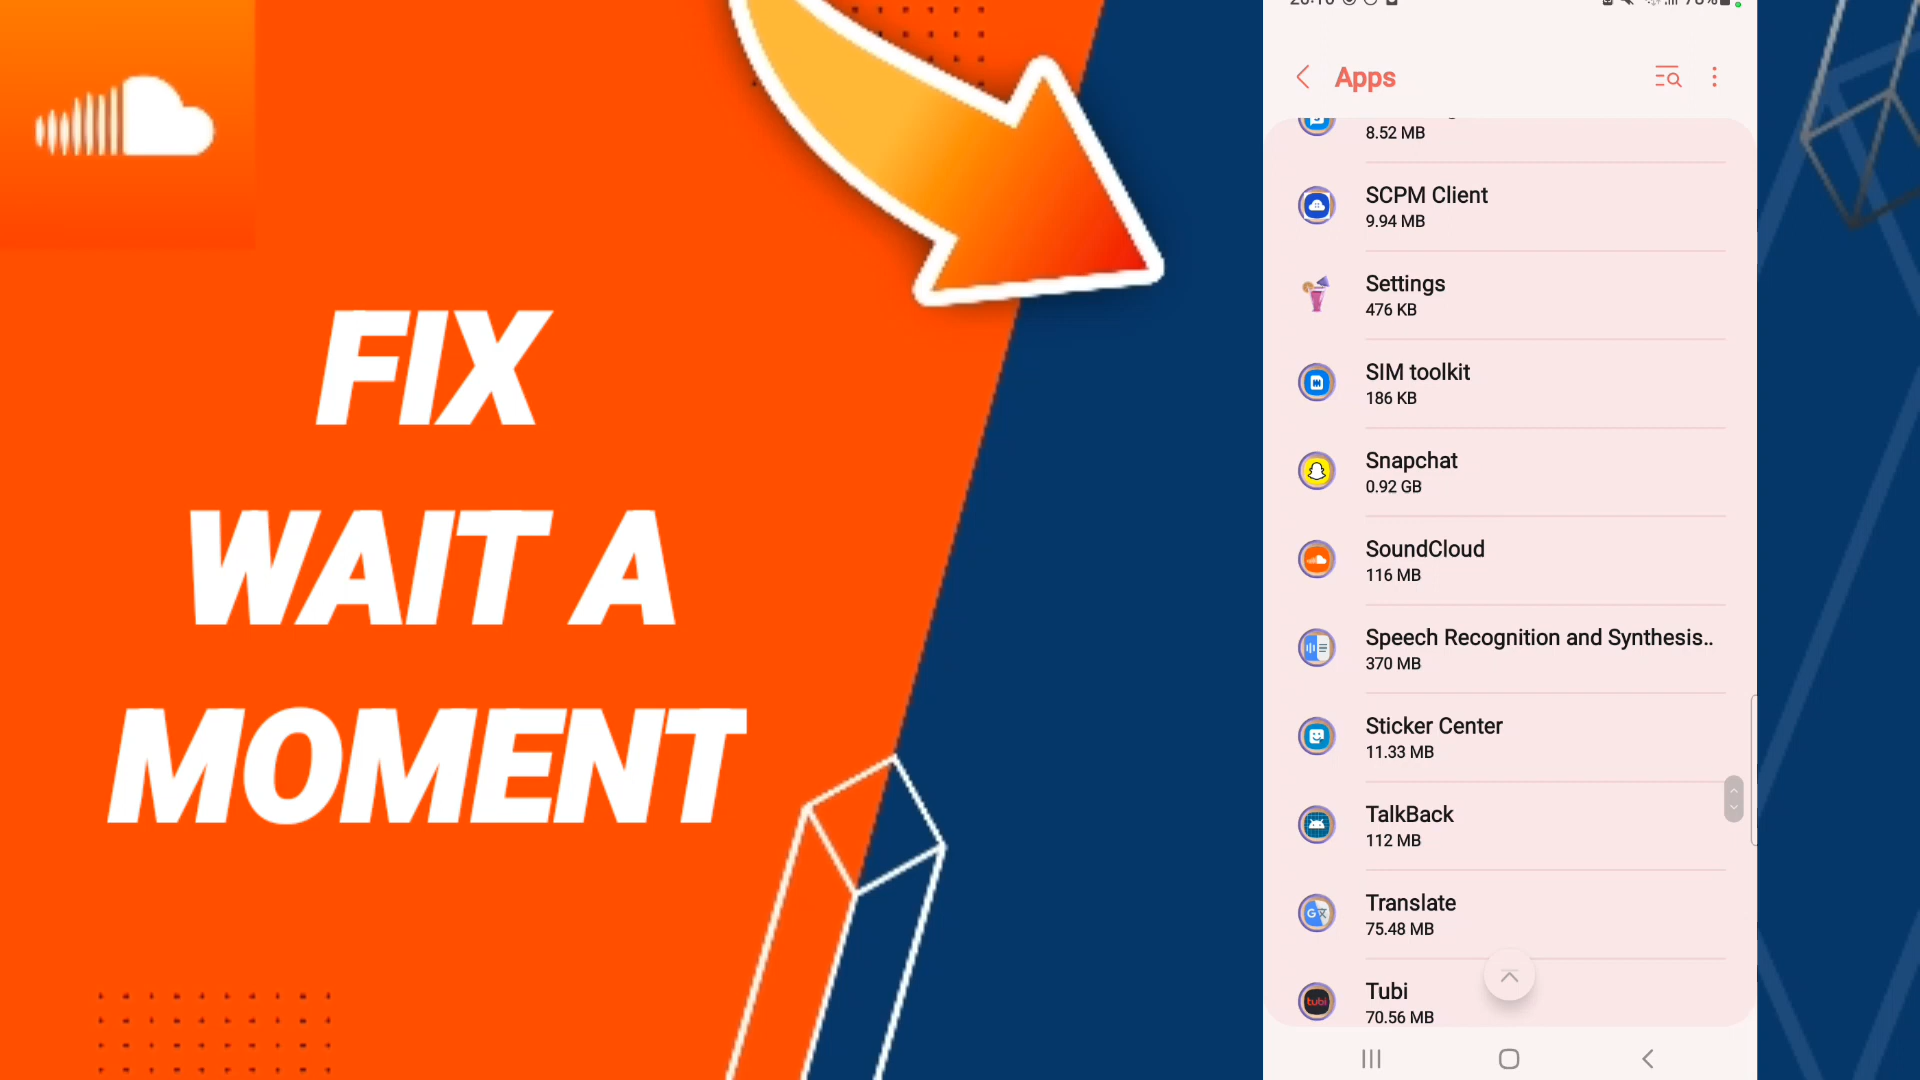 FIX
WAIT A
MOMENT
Apps
8.52 MB
SCPM Client
9.94 MB
Settings
476 KB
SIM toolkit
186 KB
Snapchat
0.92 GB
SoundCloud
116 MB
Speech Recognition and Synthesis..
370 MB
Sticker Center
11.33 MB
TalkBack
112 MB
Translate
75.48 MB
tubi
Tubi
70.56 MB